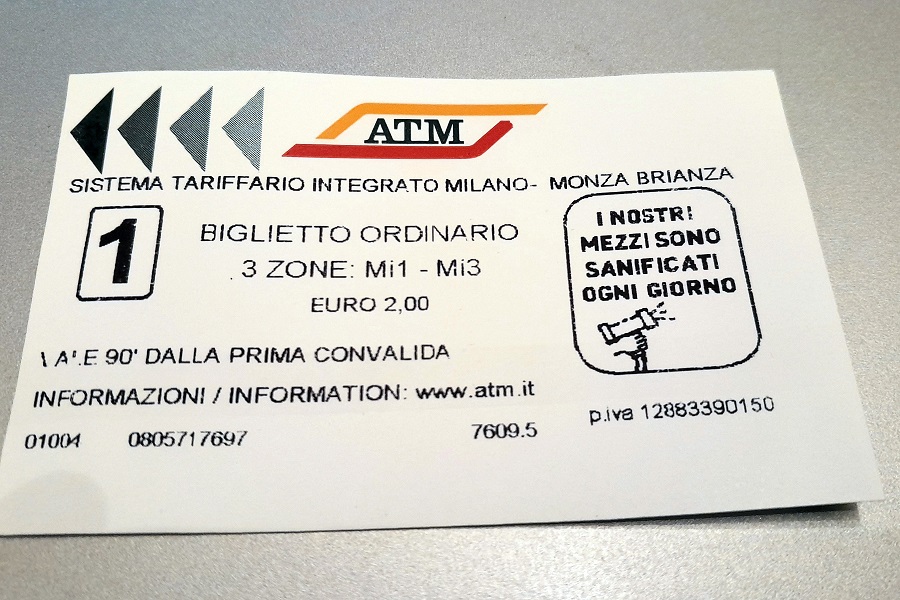 ATM
SISTEMA TARIFFARIO INTEGRATO MILANO- MONZA BRIANZA
1
BIGLIETTO ORDINARIO
3 ZONE: Mi1 - Mi3
EURO 2,00
I NOSTRI
MEZZI SONO
SANIFICATI
OGNI GIORNO
90' DALLA PRIMA CONVALIDA
INFORMAZIONI / INFORMATION: www.atm.it
p.iva 12883390150
01004 0805717697 7609.5